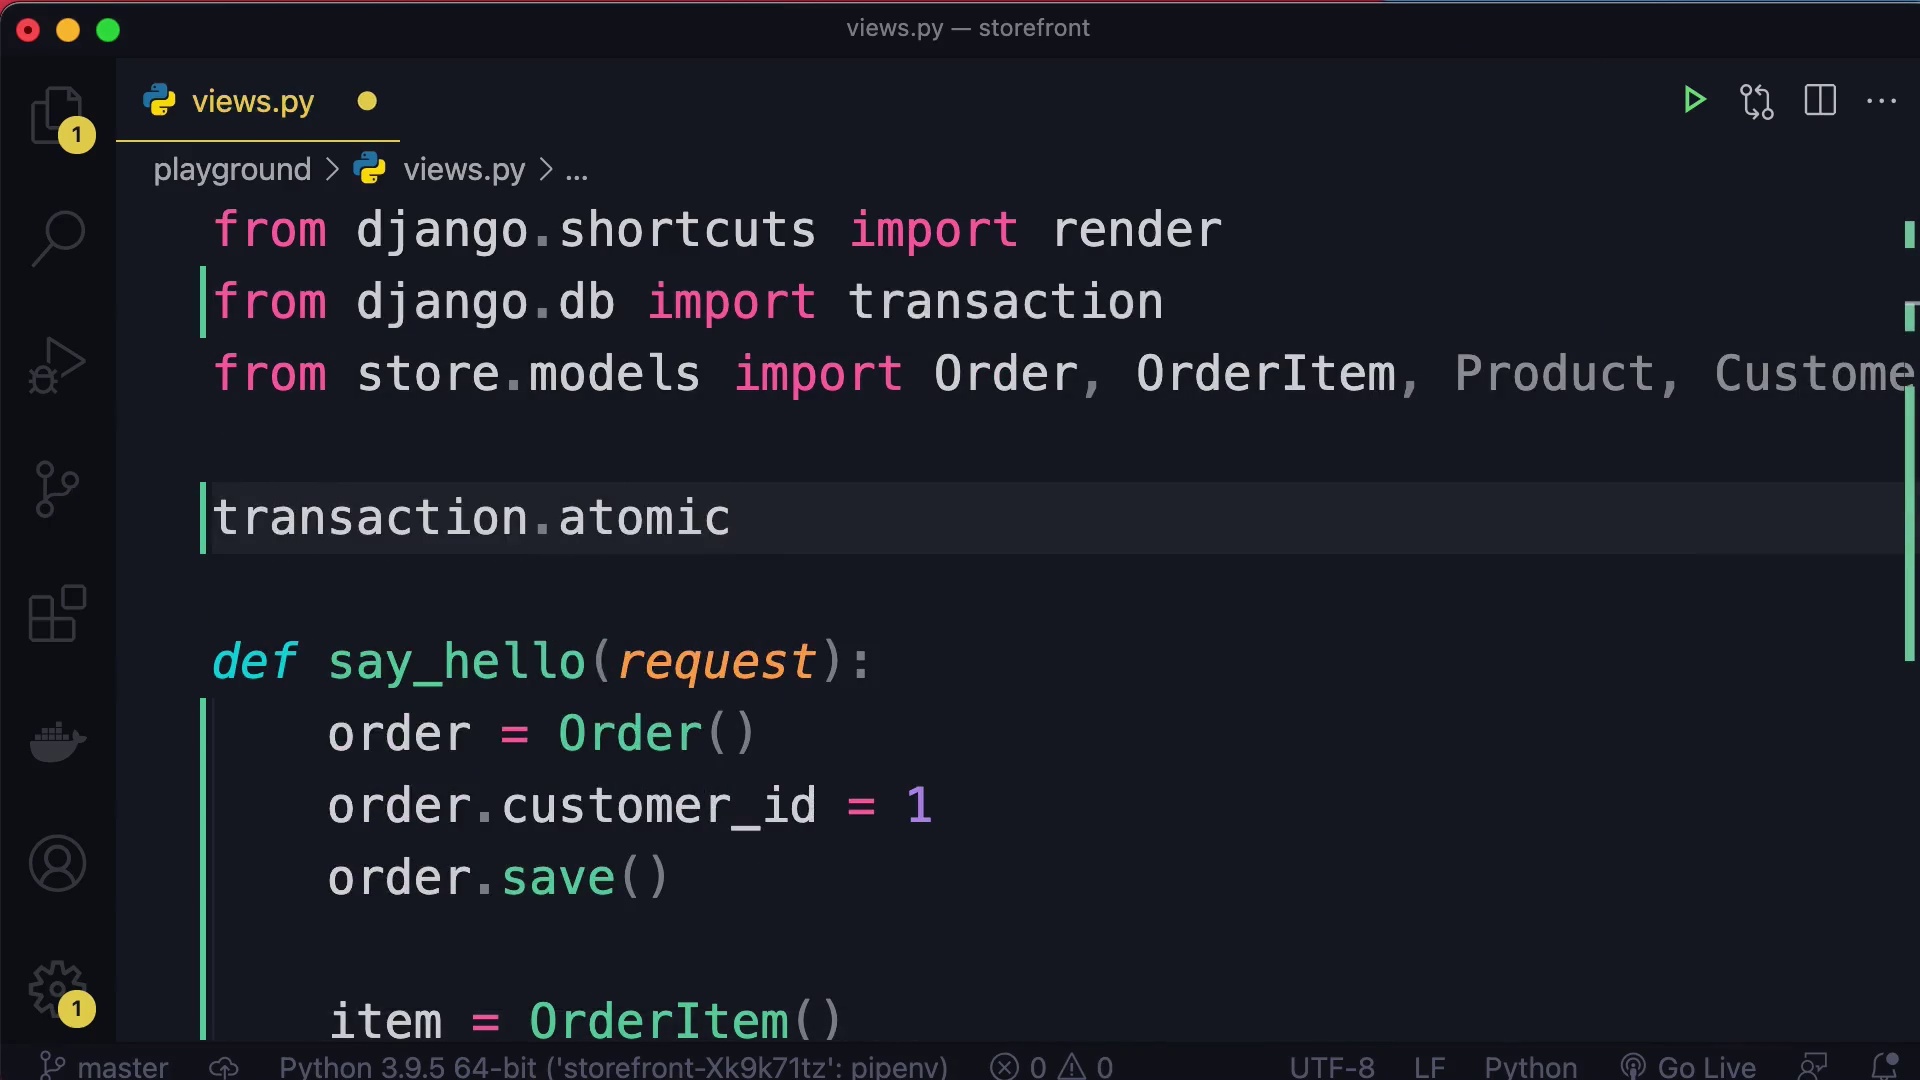 views.py — storefront
1
views.py
playground > views.py > ...
from django.shortcuts import render
from django.db import transaction
from store.models import Order, OrderItem, Product, Custome
transaction.atomic
def say_hello(request):
order = Order()
order.customer_id = 1
order.save()
item = OrderItem()
1
master Python 3.9.5 64-bit ('storefront-Xk9k71tz': pipenv) 0 0 UTF-8 LF Python Go Live